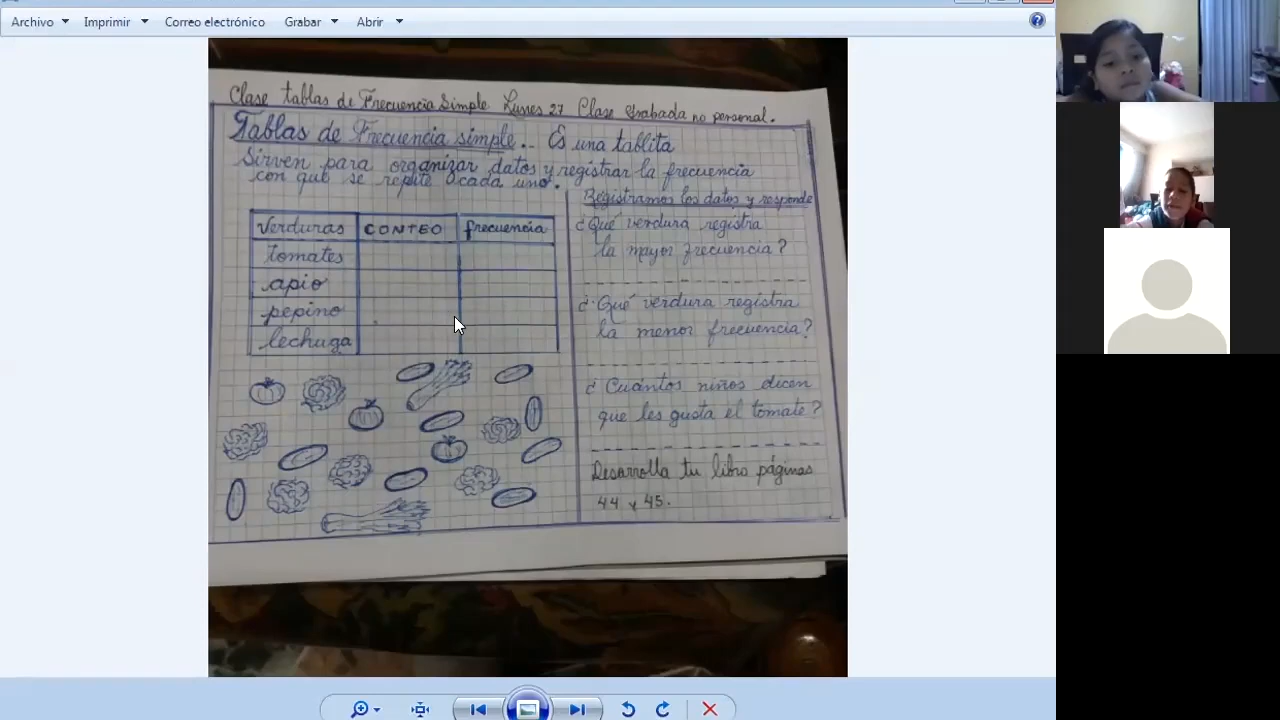 Archivo Imprimir Correo electrónico Grabar Abrir
Clase tablas de Frecuencia Simple Lunes 27 Clase Grabada no personal.
Tablas de Frecuencia simple.. Es una tablita
Sirven para organizar datos y registrar la frecuencia
con que se repite cada uno.
Verduras CONTEO frecuencia
tomates
apio
pepino
lechuga
Registramos los datos y responde
¿Qué verdura registra
la mayor frecuencia?
¿Qué verdura registra
la menor frecuencia?
¿Cuántos niños dicen
que les gusta el tomate?
Desarrolla tu libro páginas
44 y 45.